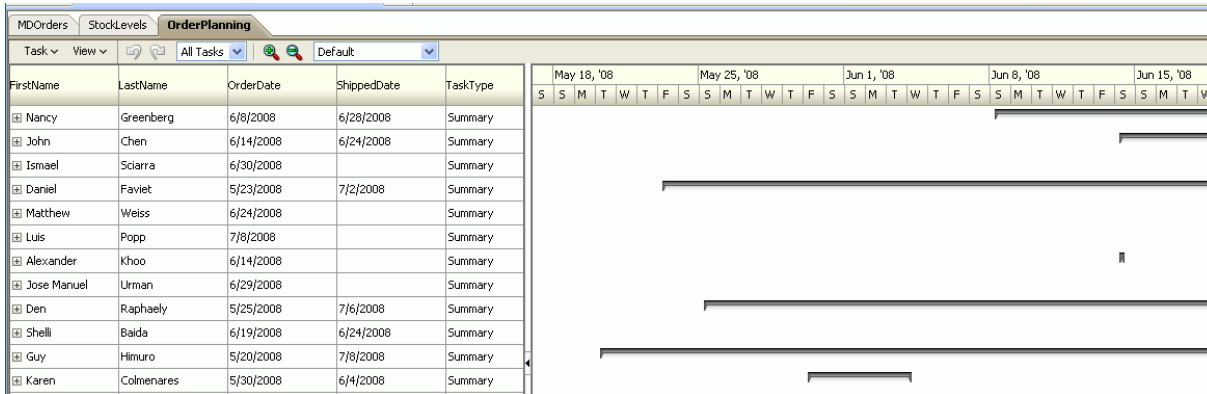 MDOrders StockLevels OrderPlanning
Task View All Tasks Default
May 18, '08 May 25, '08 Jun 1, '08 Jun 8, '08 Jun 15, '08
FirstName LastName OrderDate ShippedDate TaskType
S S M T W T F S S M T W T F S S M T W T F S S M T W T F S S M T W
Nancy Greenberg 6/8/2008 6/28/2008 Summary
John Chen 6/14/2008 6/24/2008 Summary
Ismael Sciarra 6/30/2008 Summary
Daniel Faviet 5/23/2008 7/2/2008 Summary
Matthew Weiss 6/24/2008 Summary
Luis Popp 7/8/2008 Summary
Alexander Khoo 6/14/2008 Summary
Jose Manuel Urman 6/29/2008 Summary
Den Raphaely 5/25/2008 7/6/2008 Summary
Shelli Baida 6/19/2008 6/24/2008 Summary
Guy Himuro 5/20/2008 7/8/2008 Summary
Karen Colmenares 5/30/2008 6/4/2008 Summary